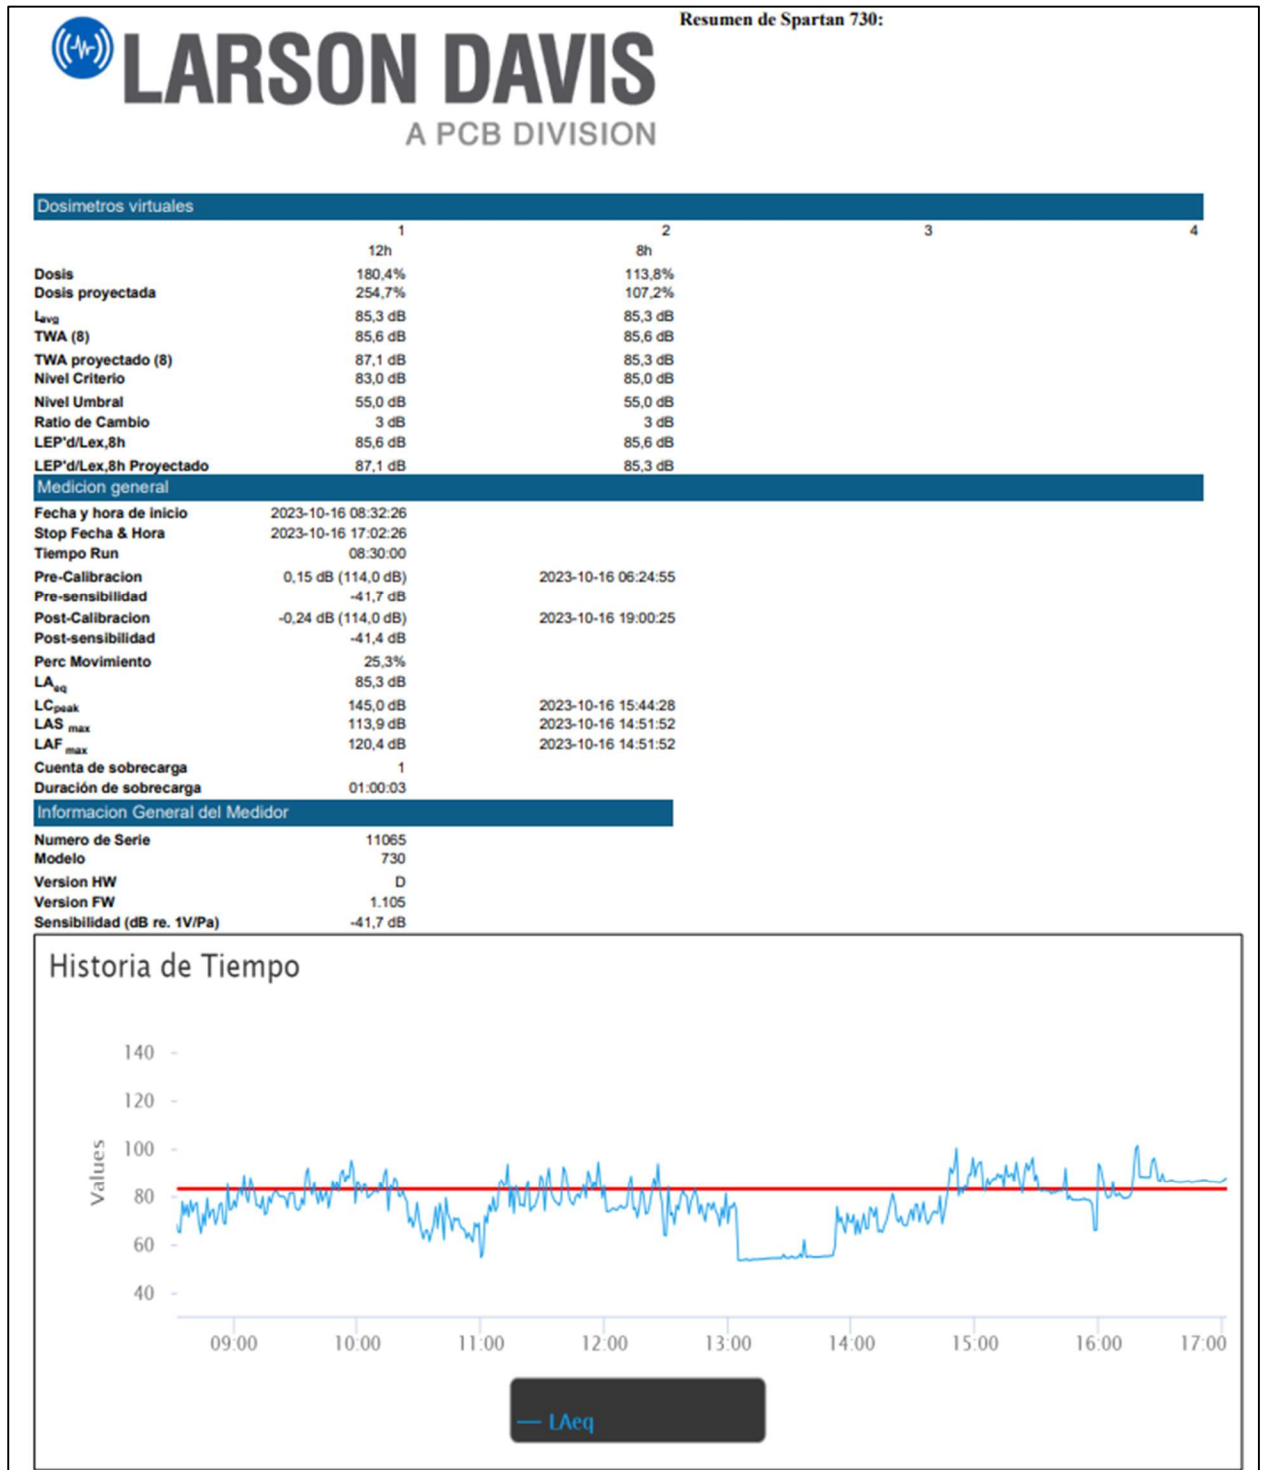 Resumen de Spartan 730:
LARSON DAVIS
A PCB DIVISION
Dosimetros virtuales
1 2 3 4
12h 8h
Dosis 180,4% 113,8%
Dosis proyectada 254,7% 107,2%
Lavg 85,3 dB 85,3 dB
TWA (8) 85,6 dB 85,6 dB
TWA proyectado (8) 87,1 dB 85,3 dB
Nivel Criterio 83,0 dB 85,0 dB
Nivel Umbral 55,0 dB 55,0 dB
Ratio de Cambio 3 dB 3 dB
LEP'd/Lex,8h 85,6 dB 85,6 dB
LEP'd/Lex,8h Proyectado 87,1 dB 85,3 dB
Medicion general
Fecha y hora de inicio 2023-10-16 08:32:26
Stop Fecha & Hora 2023-10-16 17:02:26
Tiempo Run 08:30:00
Pre-Calibracion 0,15 dB (114,0 dB) 2023-10-16 06:24:55
Pre-sensibilidad -41,7 dB
Post-Calibracion -0,24 dB (114,0 dB) 2023-10-16 19:00:25
Post-sensibilidad -41,4 dB
Perc Movimiento 25,3%
LAeq 85,3 dB
LCpeak 145,0 dB 2023-10-16 15:44:28
LAS max 113,9 dB 2023-10-16 14:51:52
LAF max 120,4 dB 2023-10-16 14:51:52
Cuenta de sobrecarga 1
Duración de sobrecarga 01:00:03
Informacion General del Medidor
Numero de Serie 11065
Modelo 730
Version HW D
Version FW 1.105
Sensibilidad (dB re. 1V/Pa) -41,7 dB
Historia de Tiempo
140
120
100
80
60
40
Values
09:00 10:00 11:00 12:00 13:00 14:00 15:00 16:00 17:00
LAeq